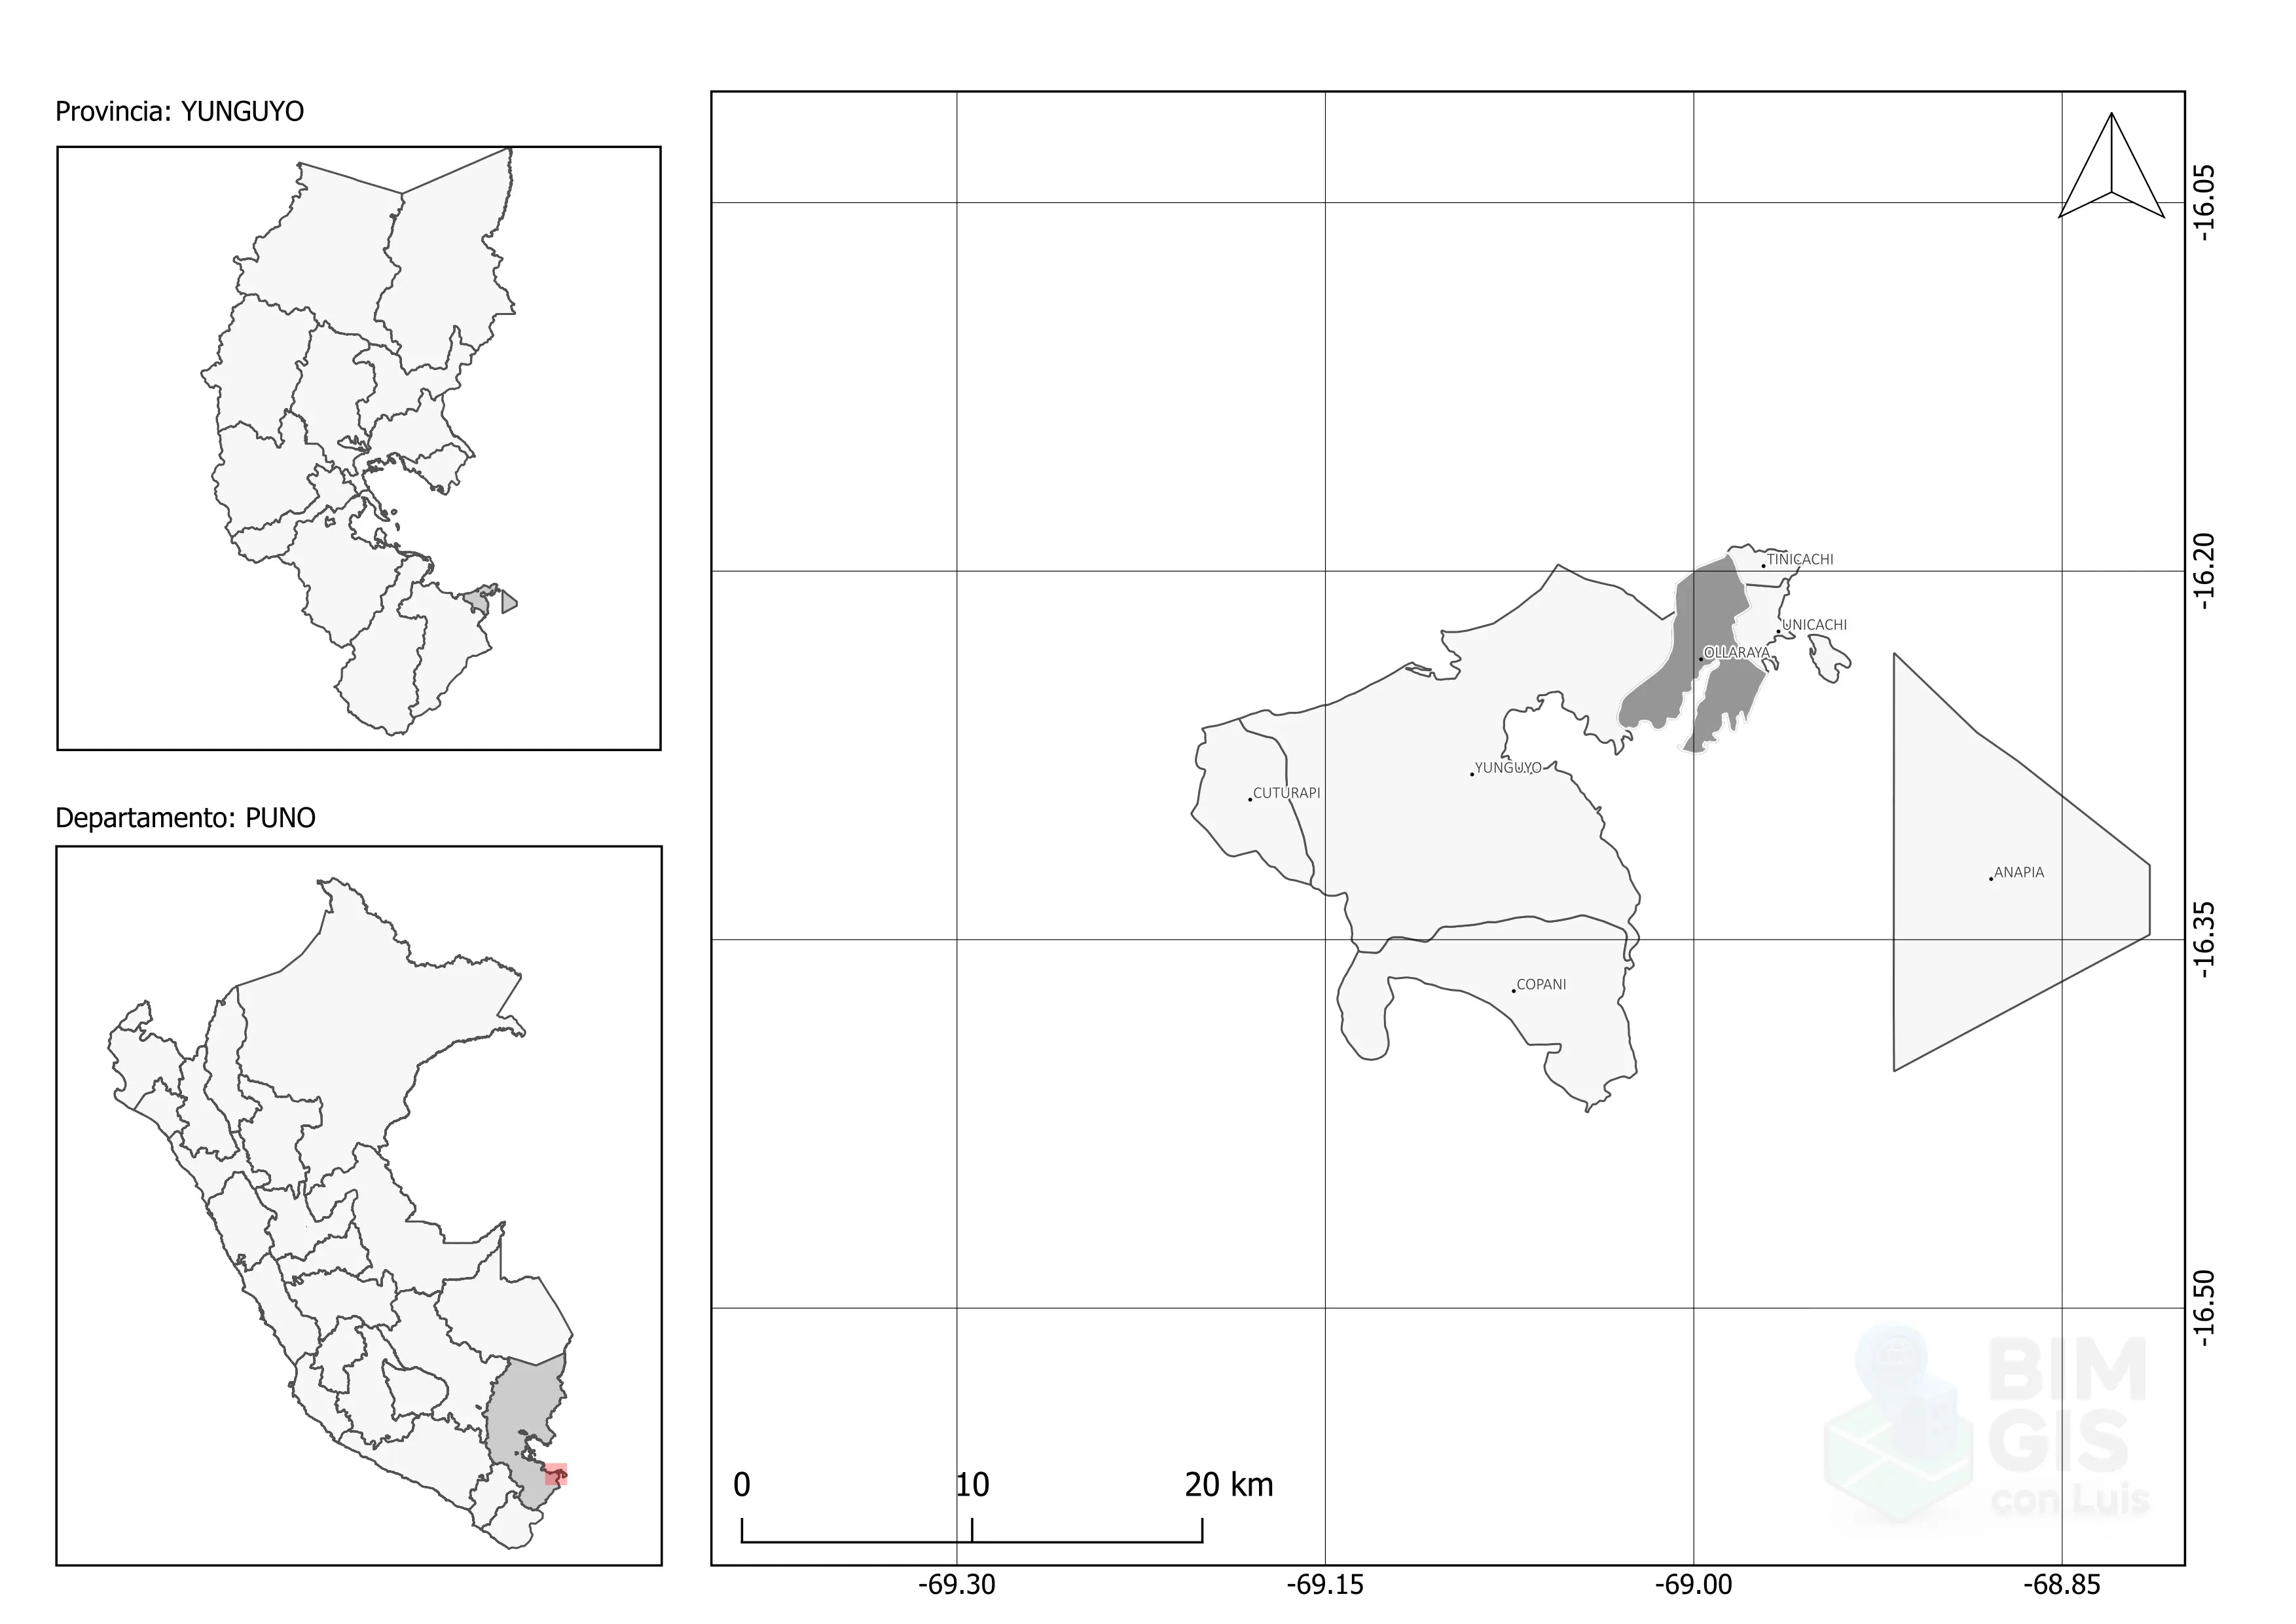 Provincia: YUNGUYO
Departamento: PUNO
TINICACHI
UNICACHI
OLLARAYA
YUNGUYO
CUTURAPI
ANAPIA
COPANI
-16.05
-16.20
-16.35
-16.50
0 10 20 km
-69.30 -69.15 -69.00 -68.85
BIM
GIS
con Luis